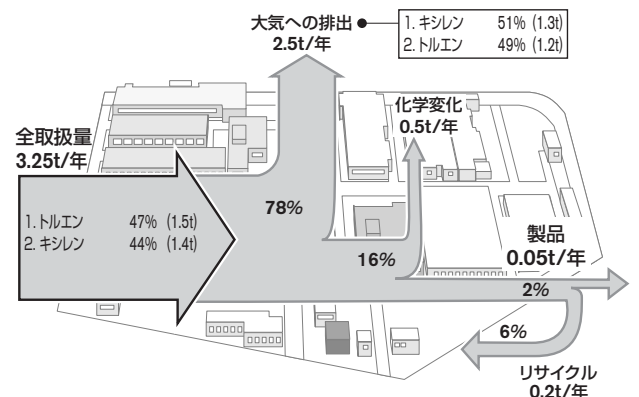 大気への排出
2.5t/年
1. キシレン 51% (1.3t)
2. トルエン 49% (1.2t)
化学変化
0.5t/年
全取扱量
3.25t/年
1. トルエン 47% (1.5t)
2. キシレン 44% (1.4t)
78%
16%
製品
0.05t/年
2%
6%
リサイクル
0.2t/年